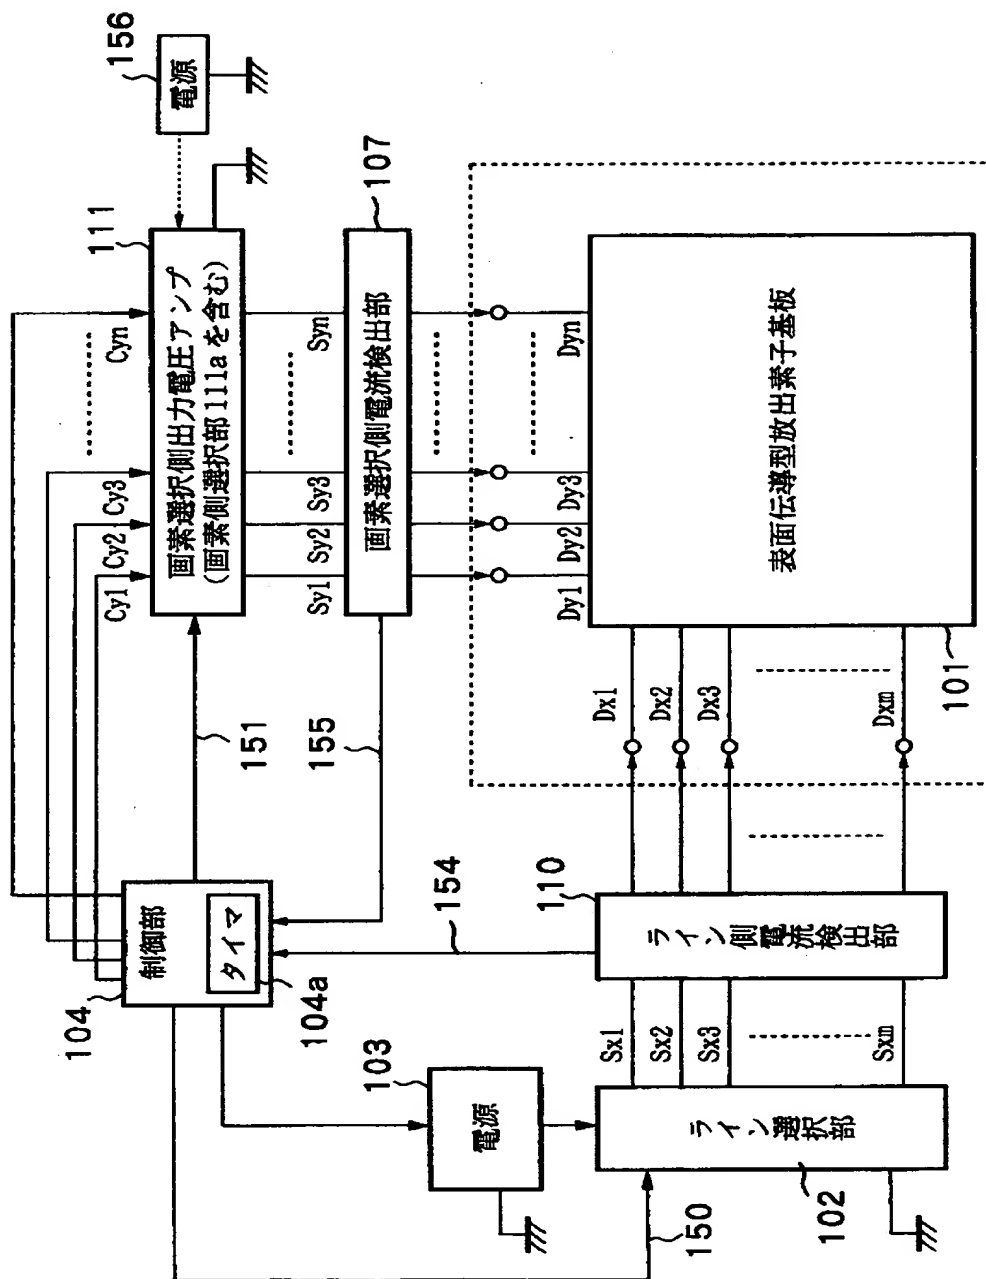 156
電源
111
画素選択側出力電圧アンプ
(画素側選択部111aを含む)
Cy1
Cy2
Cy3
Cyn
107
画素選択側電流検出部
Sy1
Sy2
Sy3
Syn
Dy1
Dy2
Dy3
Dyn
表面伝導型放出素子基板
101
151
155
Dx1
Dx2
Dx3
Dxm
104
制御部
タイマ
104a
154
110
ライン側電流検出部
103
電源
Sx1
Sx2
Sx3
Sxm
ライン選択部
102
150